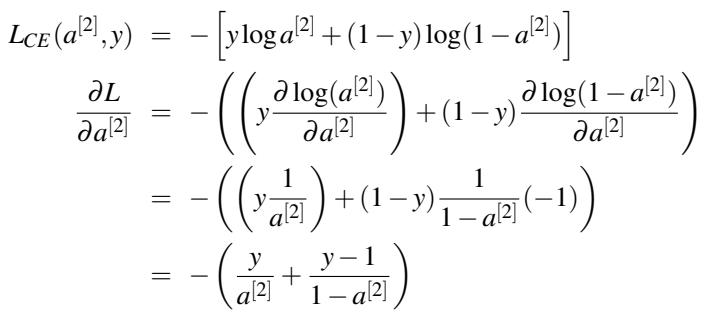 L_{CE}(a^{[2]}, y) = -[y log a^{[2]} + (1 - y) log(1 - a^{[2]})]
∂L/∂a^{[2]} = -((y ∂log(a^{[2]})/∂a^{[2]}) + (1 - y) ∂log(1 - a^{[2]})/∂a^{[2]})
= -((y 1/a^{[2]}) + (1 - y) 1/(1 - a^{[2]}) (-1))
= -(y/a^{[2]} + (y - 1)/(1 - a^{[2]}))